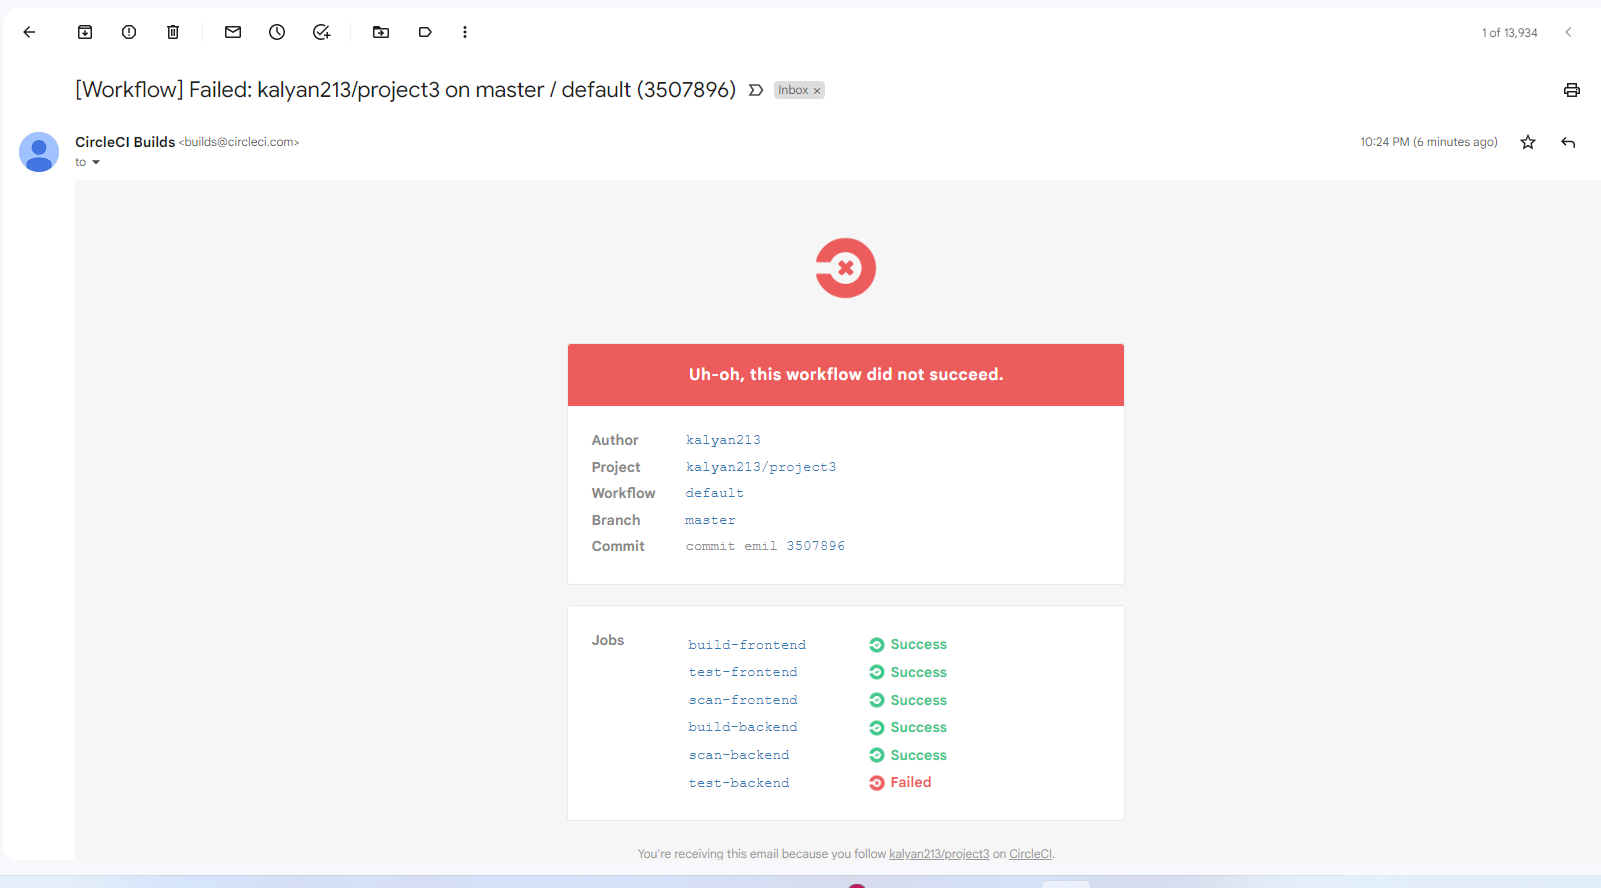 1 of 13,934
[Workflow] Failed: kalyan213/project3 on master / default (3507896) Inbox ×
CircleCI Builds <builds@circleci.com> 10:24 PM (6 minutes ago)
to
Uh-oh, this workflow did not succeed.
Author kalyan213
Project kalyan213/project3
Workflow default
Branch master
Commit commit emil 3507896
Jobs build-frontend Success
test-frontend Success
scan-frontend Success
build-backend Success
scan-backend Success
test-backend Failed
You're receiving this email because you follow kalyan213/project3 on CircleCI.